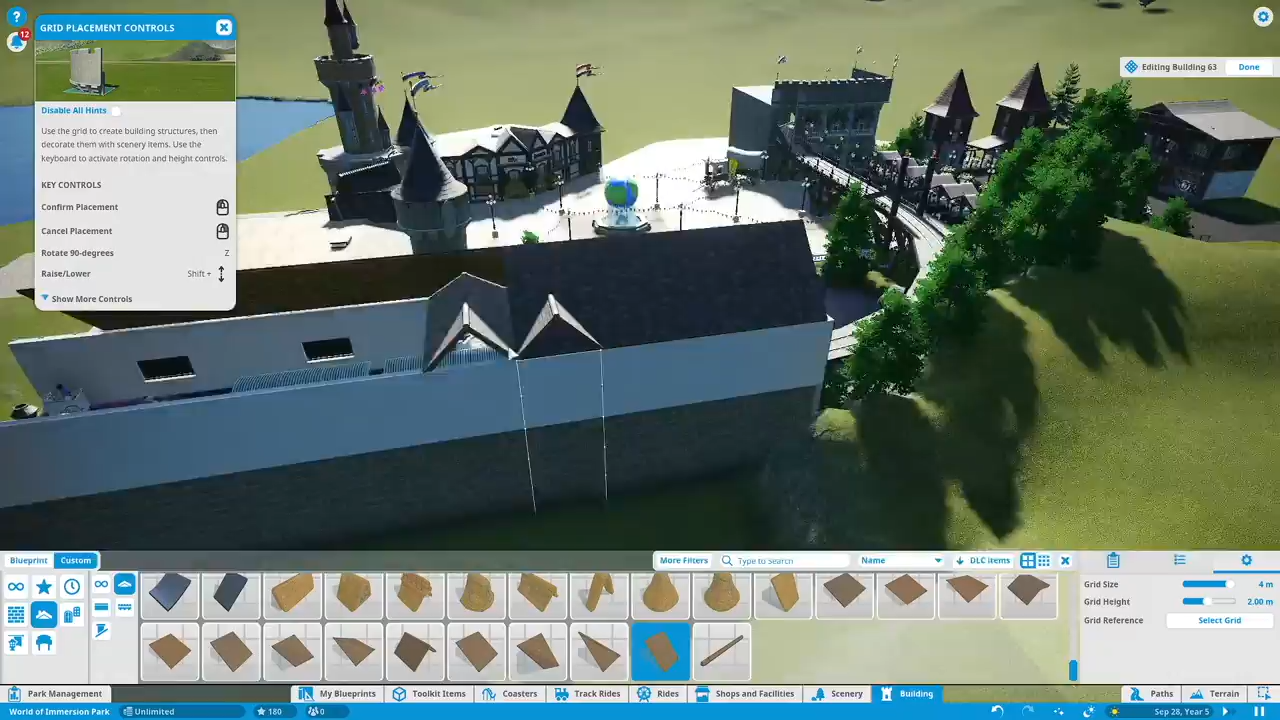 ?
GRID PLACEMENT CONTROLS
12
Disable All Hints
Use the grid to create building structures, then
decorate them with scenery items. Use the
keyboard to activate rotation and height controls.
KEY CONTROLS
Confirm Placement
Cancel Placement
Rotate 90-degrees Z
Raise/Lower Shift +
Show More Controls
Editing Building 63 Done
Blueprint Custom More Filters Type to search Name DLC Items
Grid Size 4 m
Grid Height 2.00 m
Grid Reference Select Grid
Park Management My Blueprints Toolkit Items Coasters Track Rides Rides Shops and Facilities Scenery Building Paths Terrain
World of Immersion Park Unlimited 180 0 Sep 28, Year 5